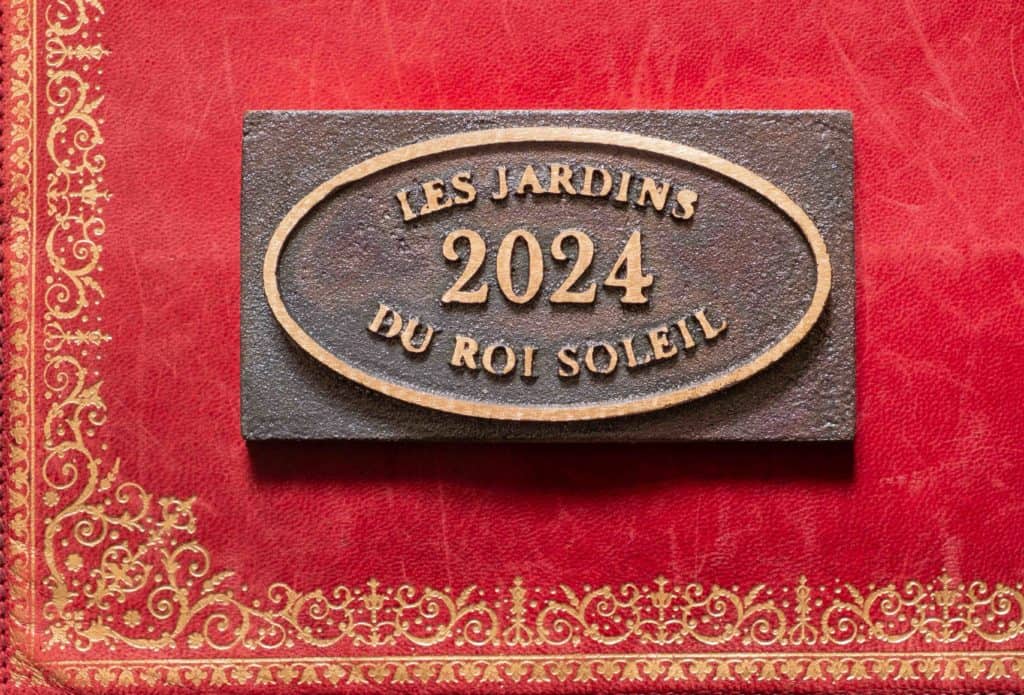 LES JARDINS
2024
DU ROI SOLEIL